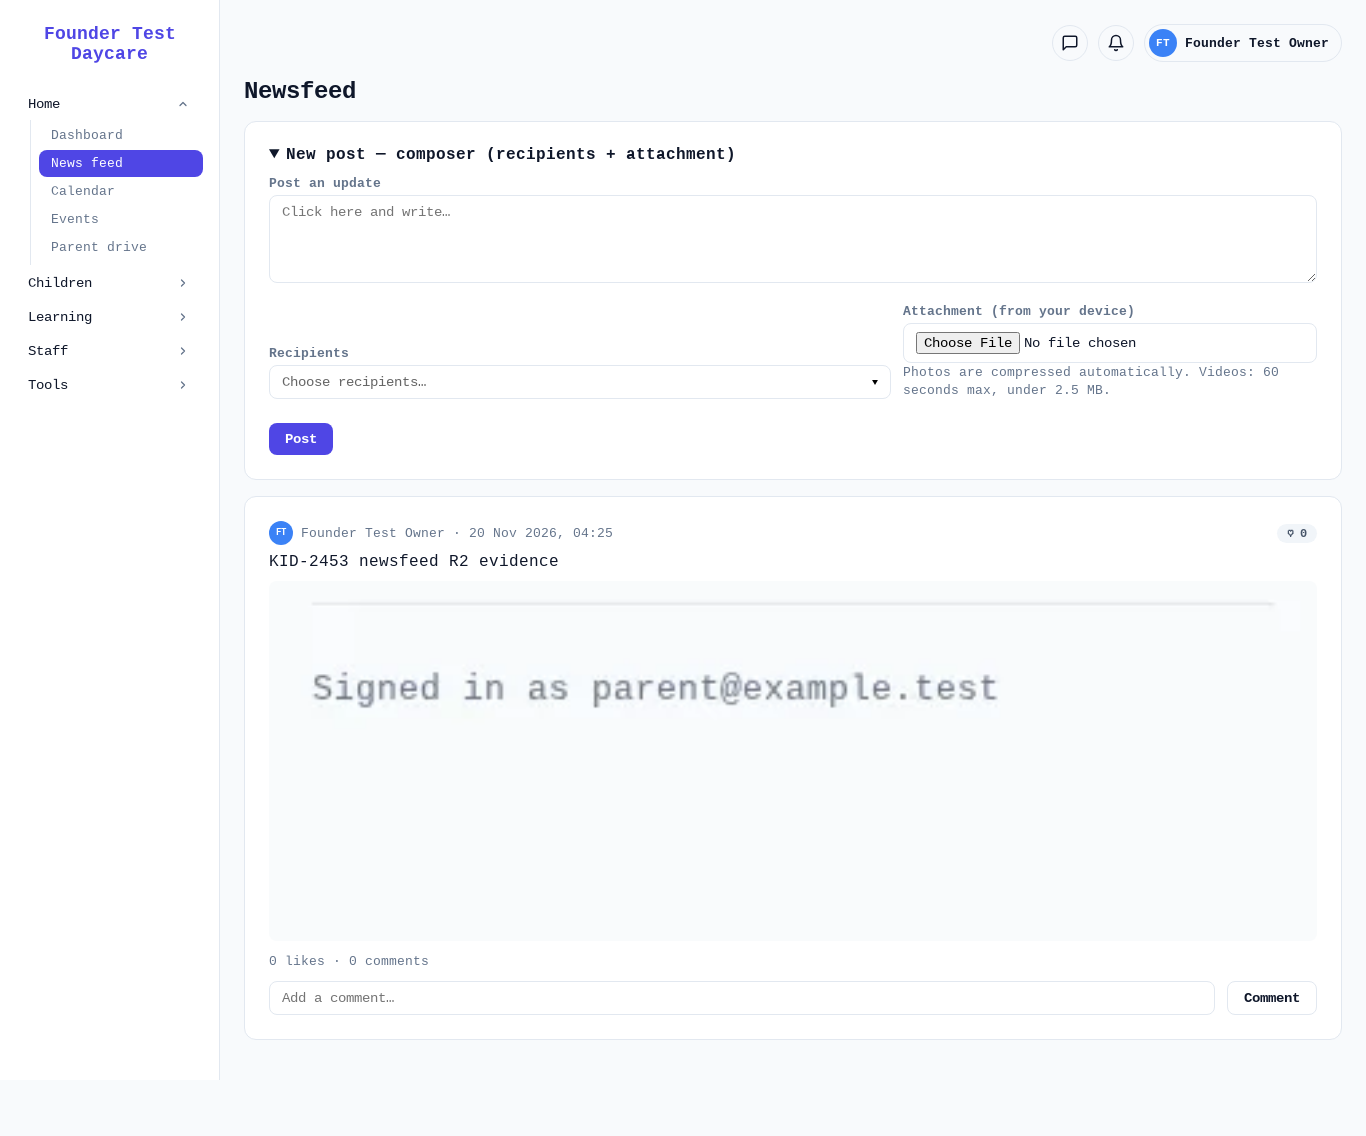 Founder Test
Daycare
Home
Dashboard
News feed
Calendar
Events
Parent drive
Children
Learning
Staff
Tools
FT Founder Test Owner
Newsfeed
▼ New post — composer (recipients + attachment)
Post an update
Click here and write…
Recipients
Choose recipients…
Attachment (from your device)
Choose File No file chosen
Photos are compressed automatically. Videos: 60
seconds max, under 2.5 MB.
Post
FT Founder Test Owner · 20 Nov 2026, 04:25
0
KID-2453 newsfeed R2 evidence
Signed in as parent@example.test
0 likes · 0 comments
Add a comment…
Comment